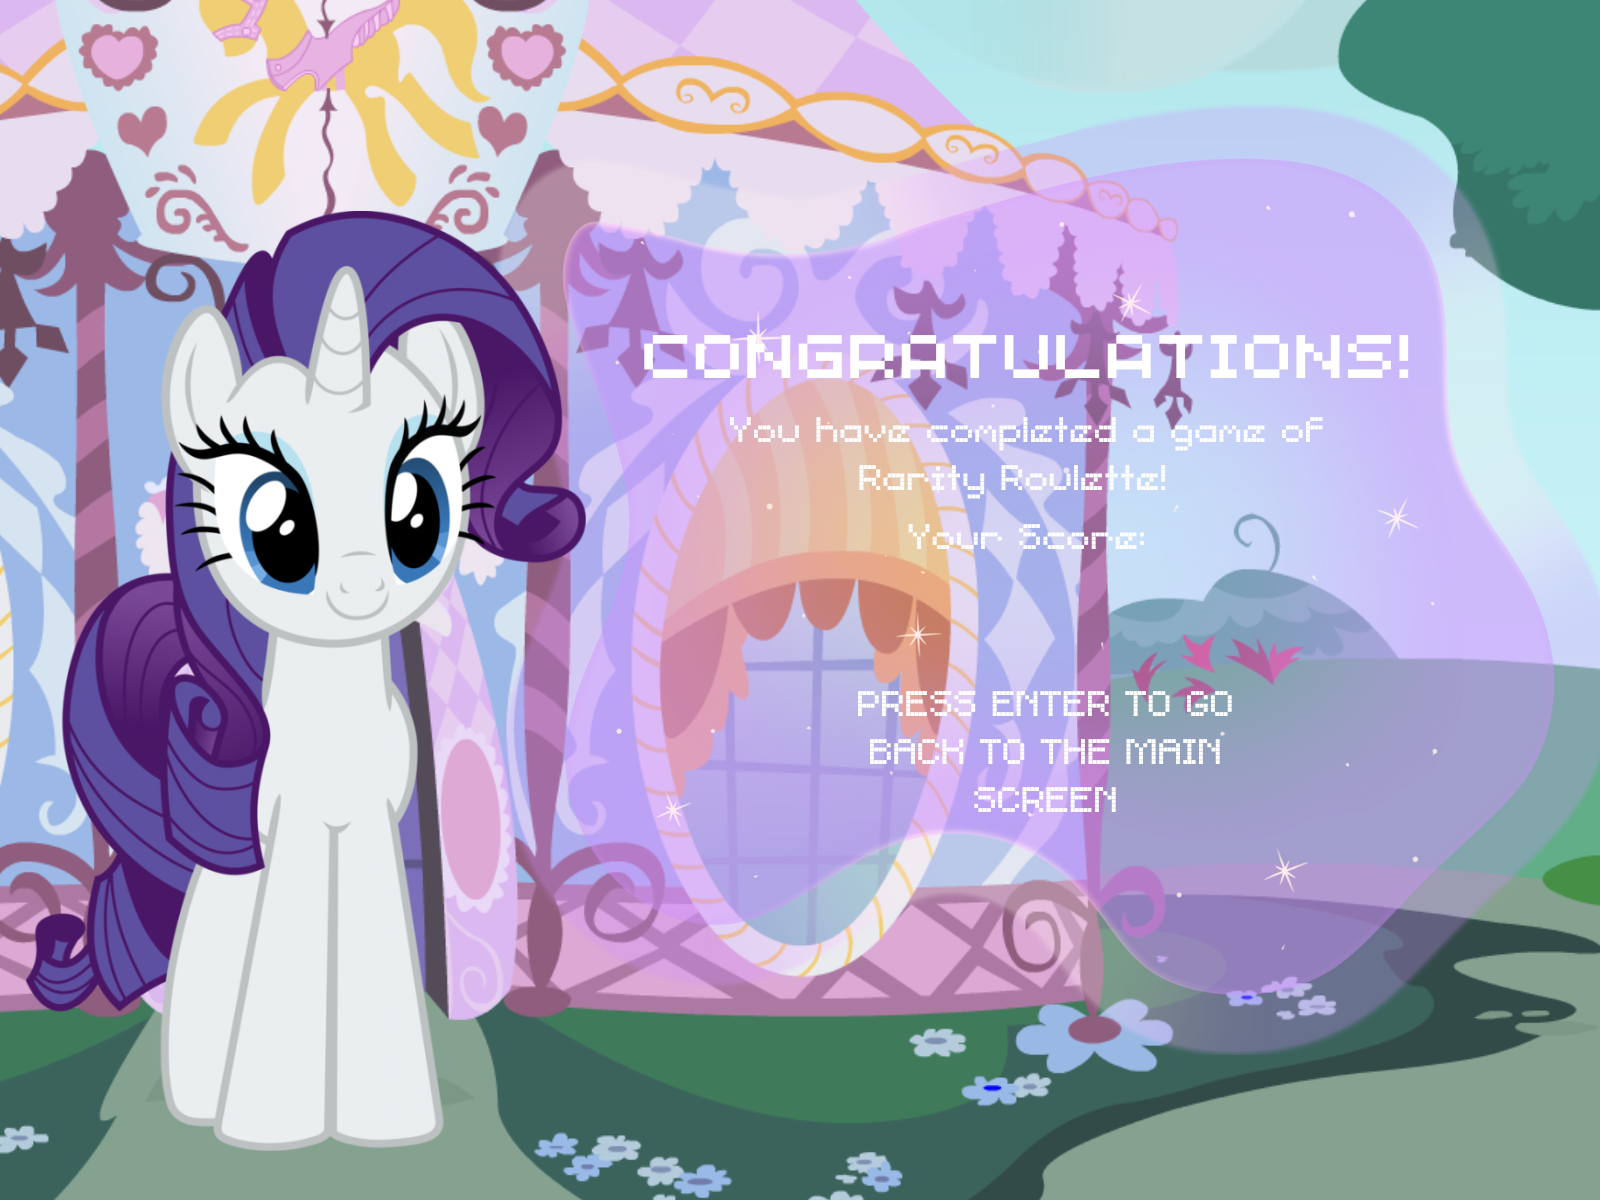 CONGRATULATIONS!
You have completed a game of
Rarity Roulette!
Your Score:
PRESS ENTER TO GO
BACK TO THE MAIN
SCREEN